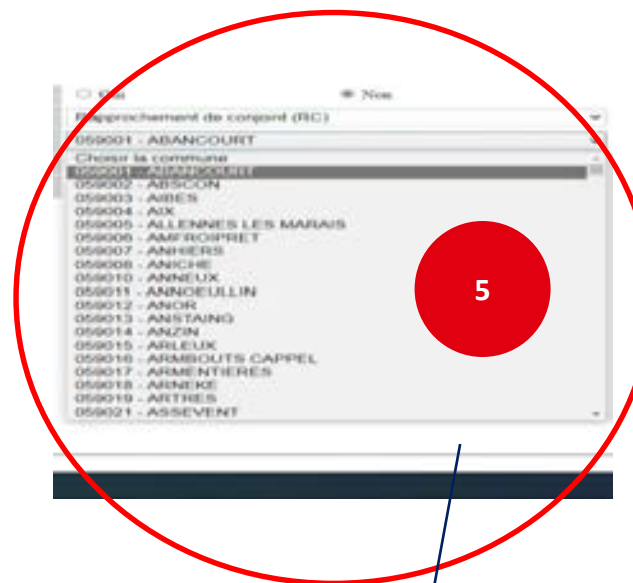 Oui Non
Rapprochement de conjoint (RC)
059001 - ABANCOURT
Choisir la commune
059001 - ABANCOURT
059002 - ABSCON
059003 - AIBES
059004 - AIX
059005 - ALLENNES LES MARAIS
059006 - AMFROIPRET
059007 - ANHIERS
059008 - ANICHE
059010 - ANNEUX
059011 - ANNOEULLIN
059012 - ANOR
059013 - ANSTAING
059014 - ANZIN
059015 - ARLEUX
059016 - ARMBOUTS CAPPEL
059017 - ARMENTIERES
059018 - ARNEKE
059019 - ARTRES
059021 - ASSEVENT
5